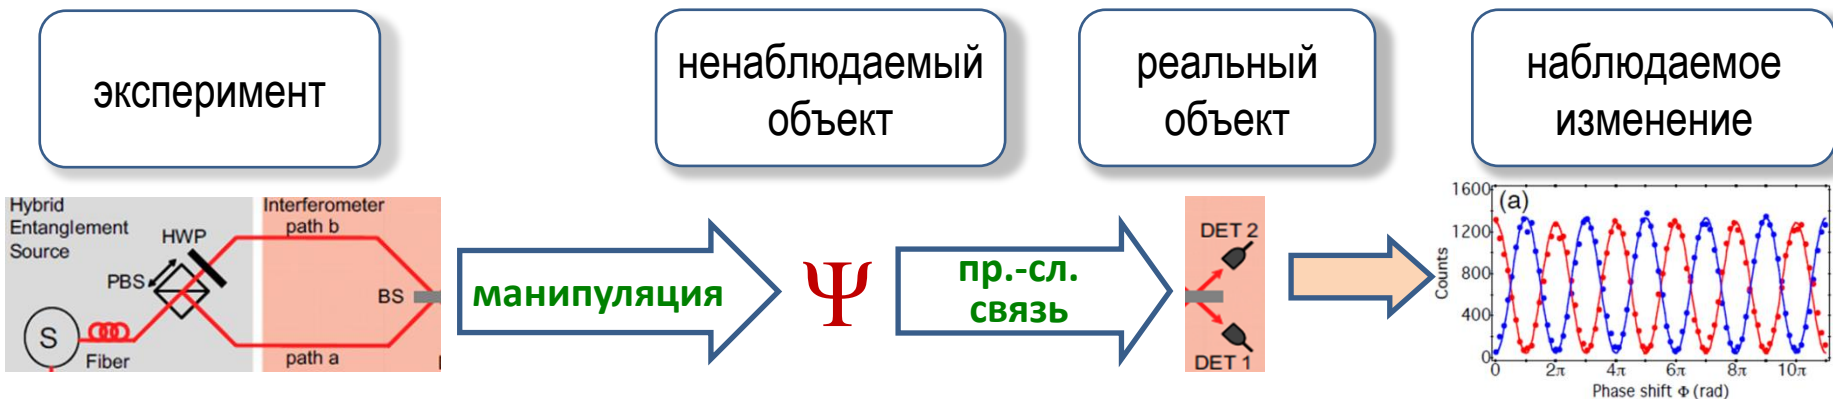 эксперимент
ненаблюдаемый
объект
реальный
объект
наблюдаемое
изменение
Hybrid
Entanglement
Source
HWP
PBS
S
Fiber
Interferometer
path b
BS
path a
манипуляция
Ψ
пр.-сл.
связь
DET 2
DET 1
(a)
Counts
1600
1200
800
400
0
0 2π 4π 6π 8π 10π
Phase shift Φ (rad)